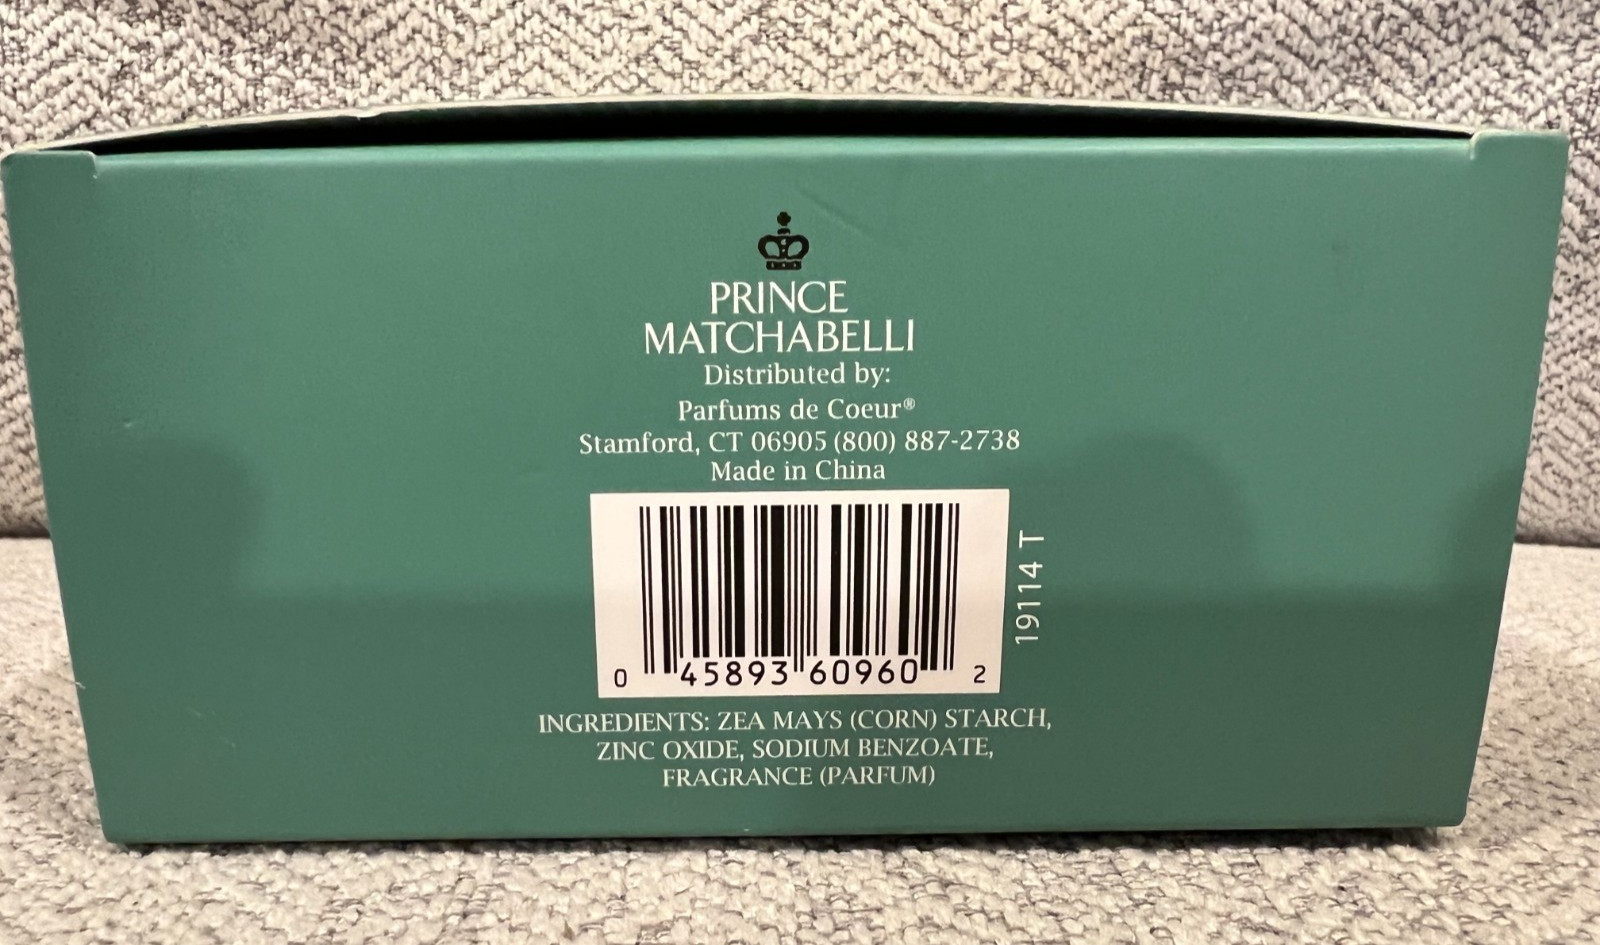 PRINCE
MATCHABELLI
Distributed by:
Parfums de Coeur®
Stamford, CT 06905 (800) 887-2738
Made in China
0 45893 60960 2
19114 T
INGREDIENTS: ZEA MAYS (CORN) STARCH,
ZINC OXIDE, SODIUM BENZOATE,
FRAGRANCE (PARFUM)